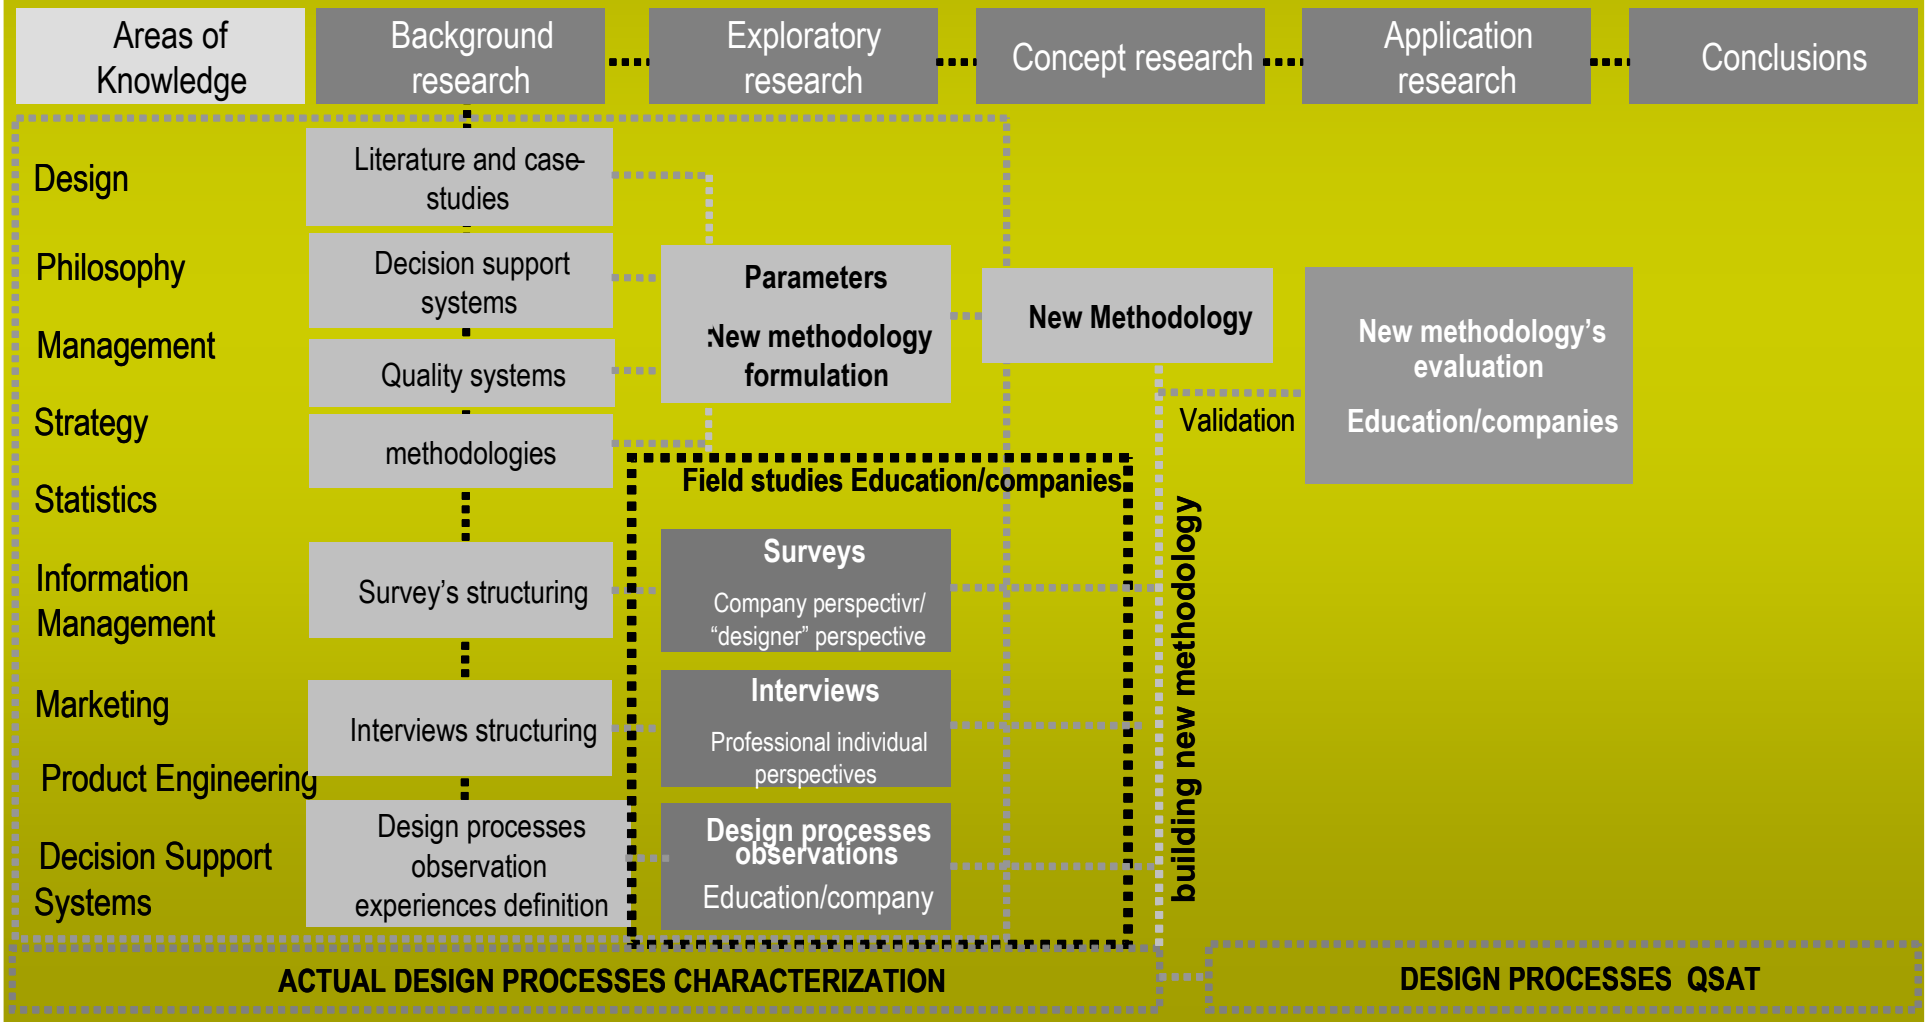 Areas of
Knowledge
Background
research
Exploratory
research
Concept research
Application
research
Conclusions
Design
Philosophy
Management
Strategy
Statistics
Information
Management
Marketing
Product Engineering
Decision Support
Systems
Literature and case-
studies
Decision support
systems
Quality systems
methodologies
Survey's structuring
Interviews structuring
Design processes
observation
experiences definition
Parameters
New methodology
formulation
Field studies Education/companies
Surveys
Company perspectivr/
“designer” perspective
Interviews
Professional individual
perspectives
Design processes
observations
Education/company
New Methodology
building new methodology
Validation
New methodology’s
evaluation
Education/companies
ACTUAL DESIGN PROCESSES CHARACTERIZATION
DESIGN PROCESSES QSAT